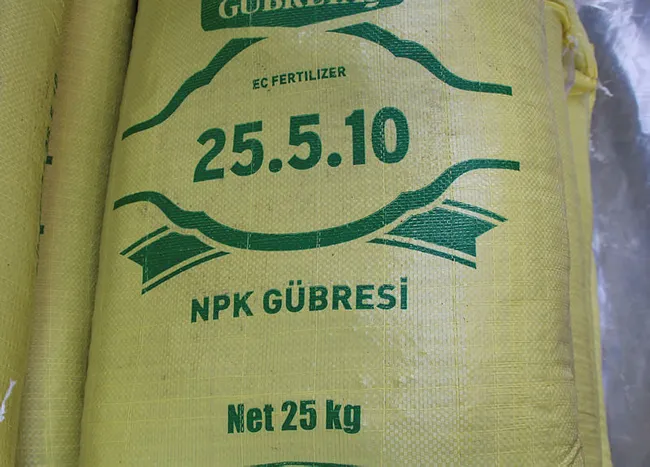 EC FERTILIZER
25.5.10
NPK GÜBRESİ
Net 25 kg